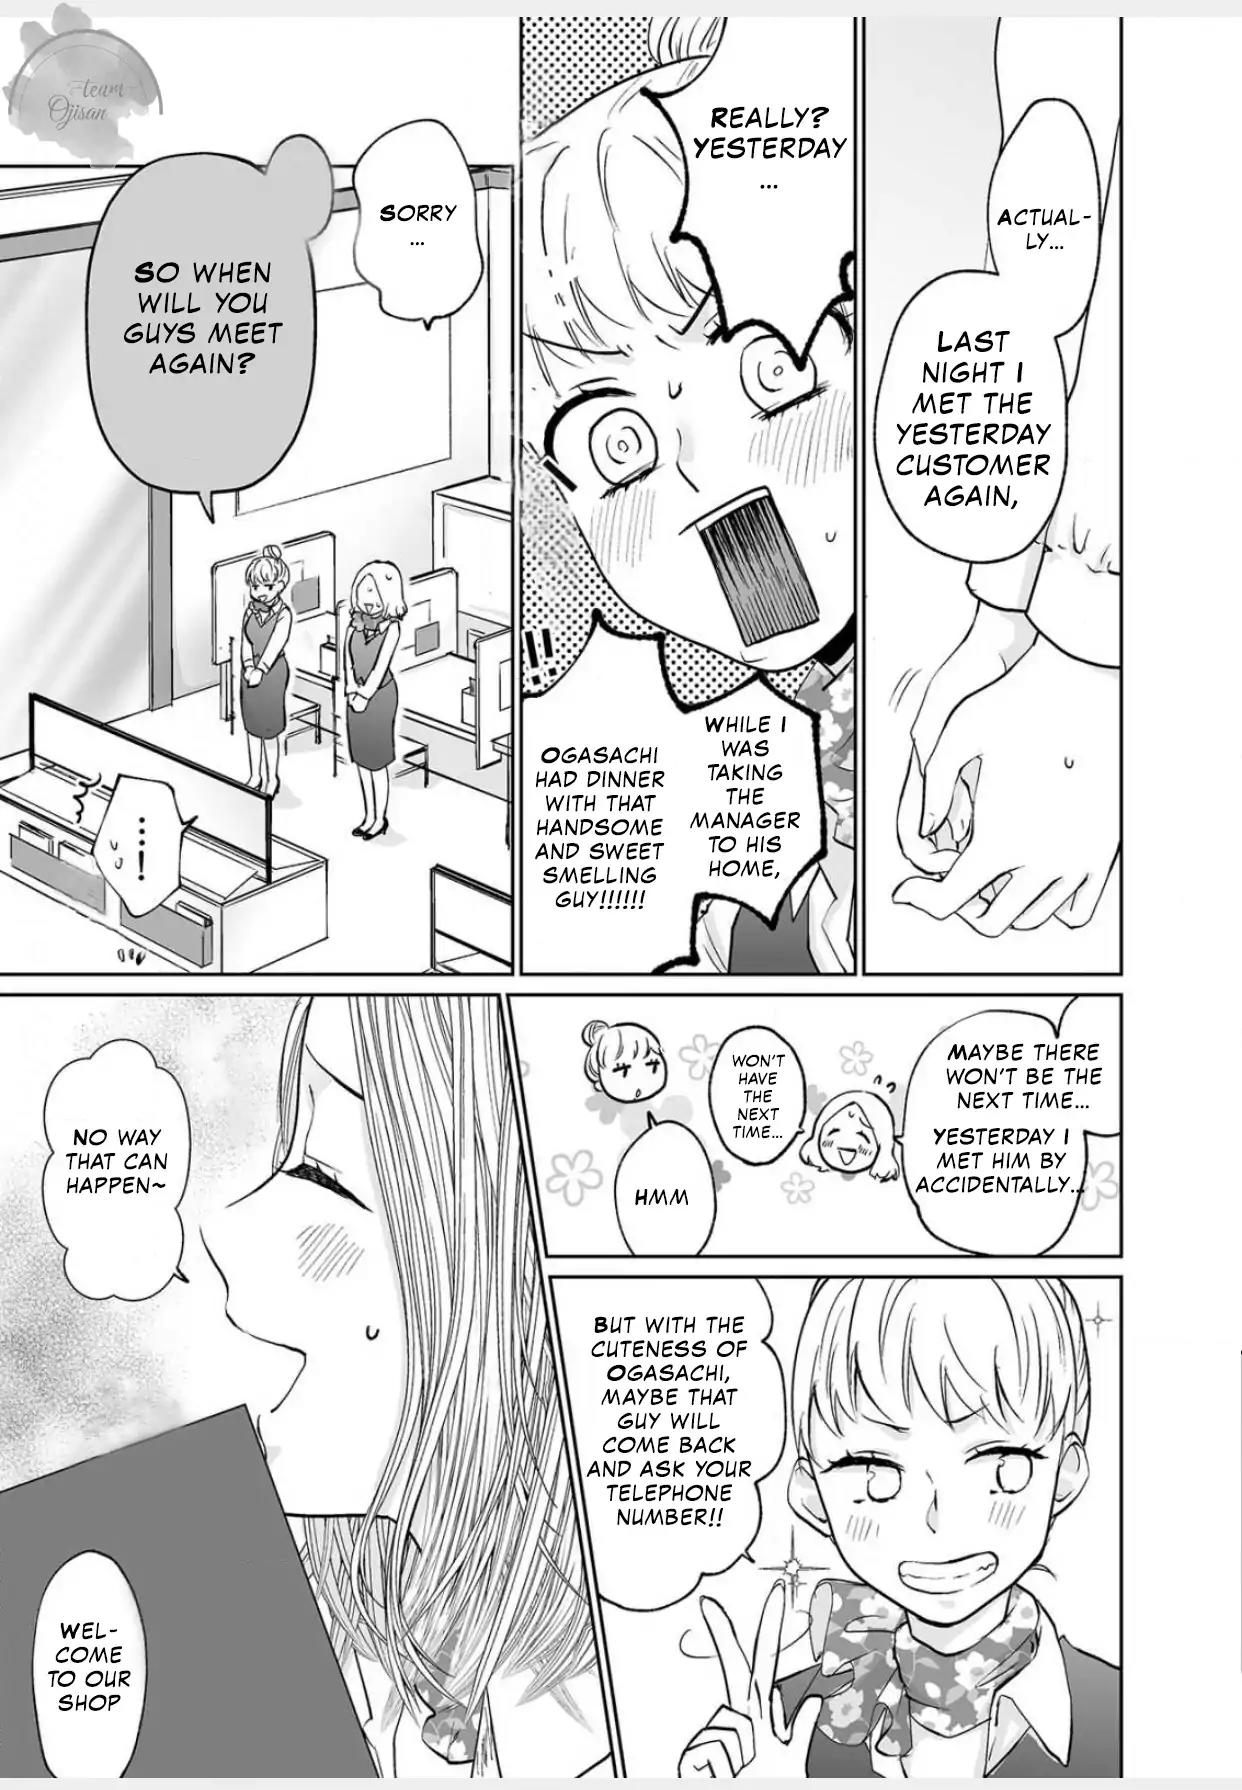 -team-
Ojisan
ACTUAL-
LY...
LAST
NIGHT I
MET THE
YESTERDAY
CUSTOMER
AGAIN,
REALLY?
YESTERDAY
...
WHILE I
WAS
TAKING
THE
MANAGER
TO HIS
HOME,
OGASACHI
HAD DINNER
WITH THAT
HANDSOME
AND SWEET
SMELLING
GUY!!!!!!
!!
SORRY
...
SO WHEN
WILL YOU
GUYS MEET
AGAIN?
...!
MAYBE THERE
WON'T BE THE
NEXT TIME...
YESTERDAY I
MET HIM BY
ACCIDENTALLY...
WON'T
HAVE
THE
NEXT
TIME...
HMM
BUT WITH THE
CUTENESS OF
OGASACHI,
MAYBE THAT
GUY WILL
COME BACK
AND ASK YOUR
TELEPHONE
NUMBER!!
NO WAY
THAT CAN
HAPPEN~
WEL-
COME
TO OUR
SHOP